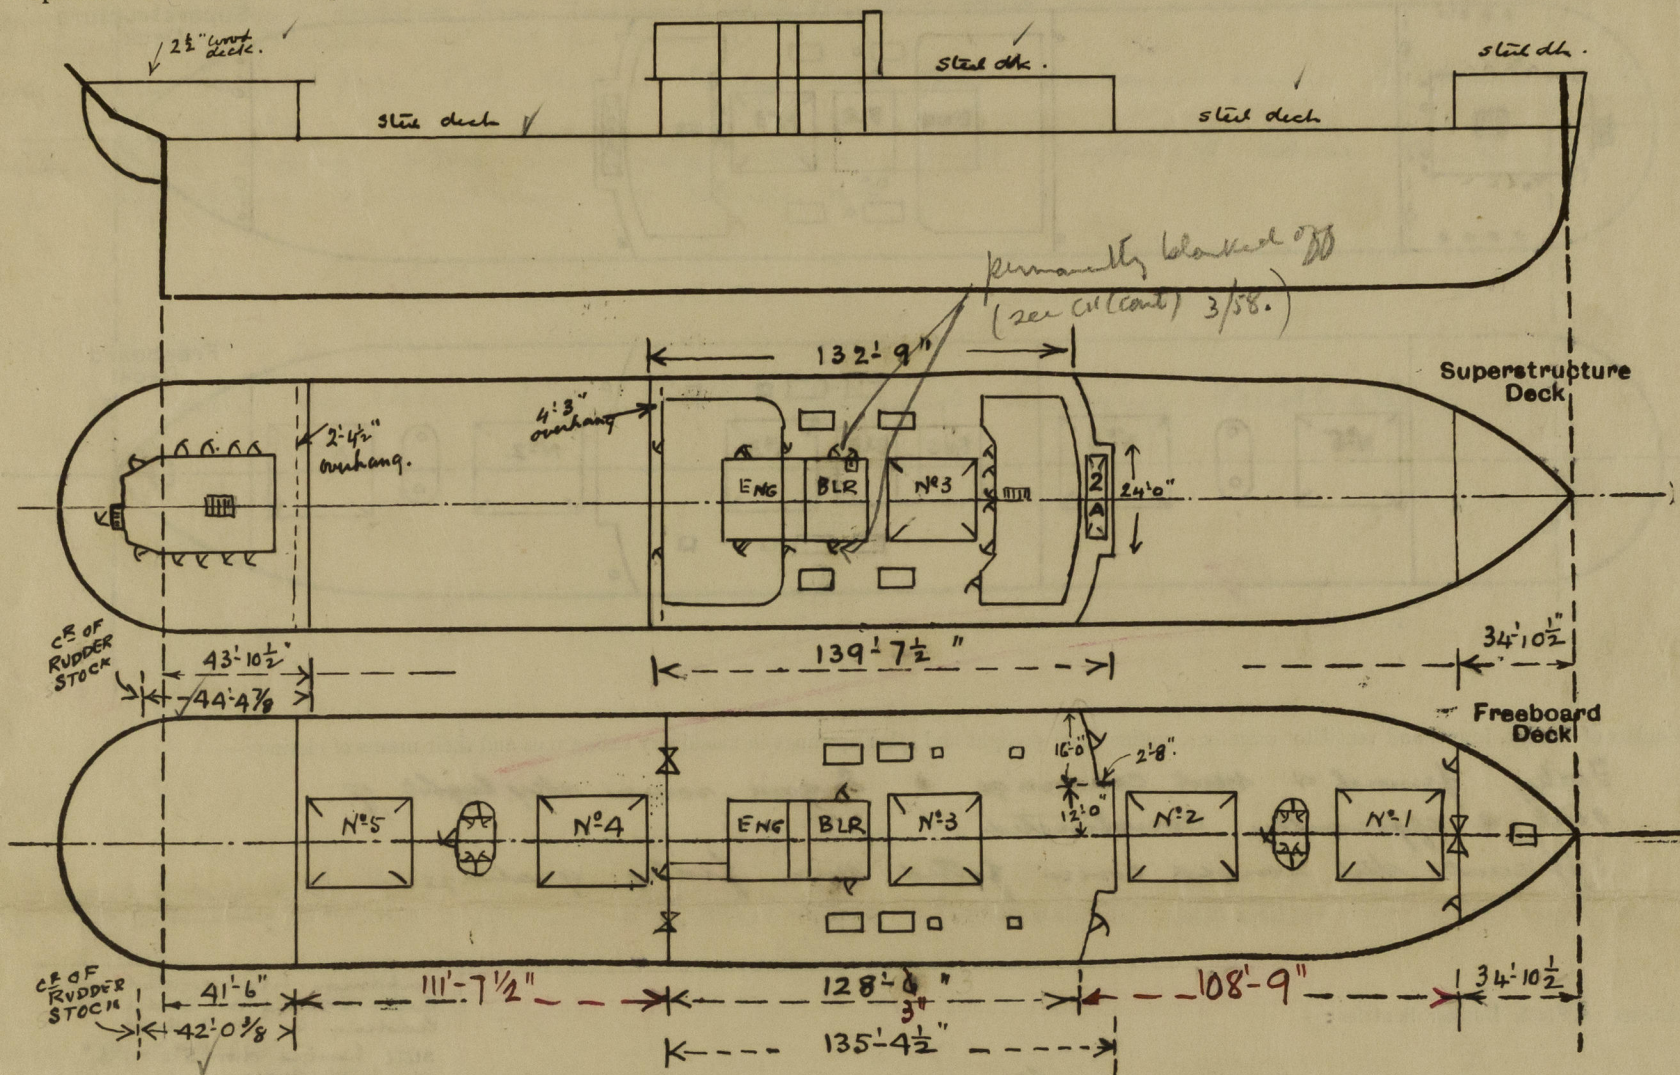 2½" wood
deck.
steel dk.
steel dk.
steel deck
steel deck
permanently blanked off
(see CII(cont) 3/58.)
132'-9"
Superstructure
Deck
4'-3"
overhang
2'-4½"
overhang.
ENG
BLR
Nº3
2
A
24'-0"
CR OF
RUDDER
STOCK
43'-10½"
139'-7½"
34'-10½"
44'-4⅞
Freeboard
Deck
16'-0"
2'-8".
12'-0"
Nº5
Nº4
ENG
BLR
Nº3
Nº2
Nº1
CR OF
RUDDER
STOCK
41'-6"
111'-7½"
128'-6"
3"
108'-9"
34'-10½
42'-0⅜
135'-4½"